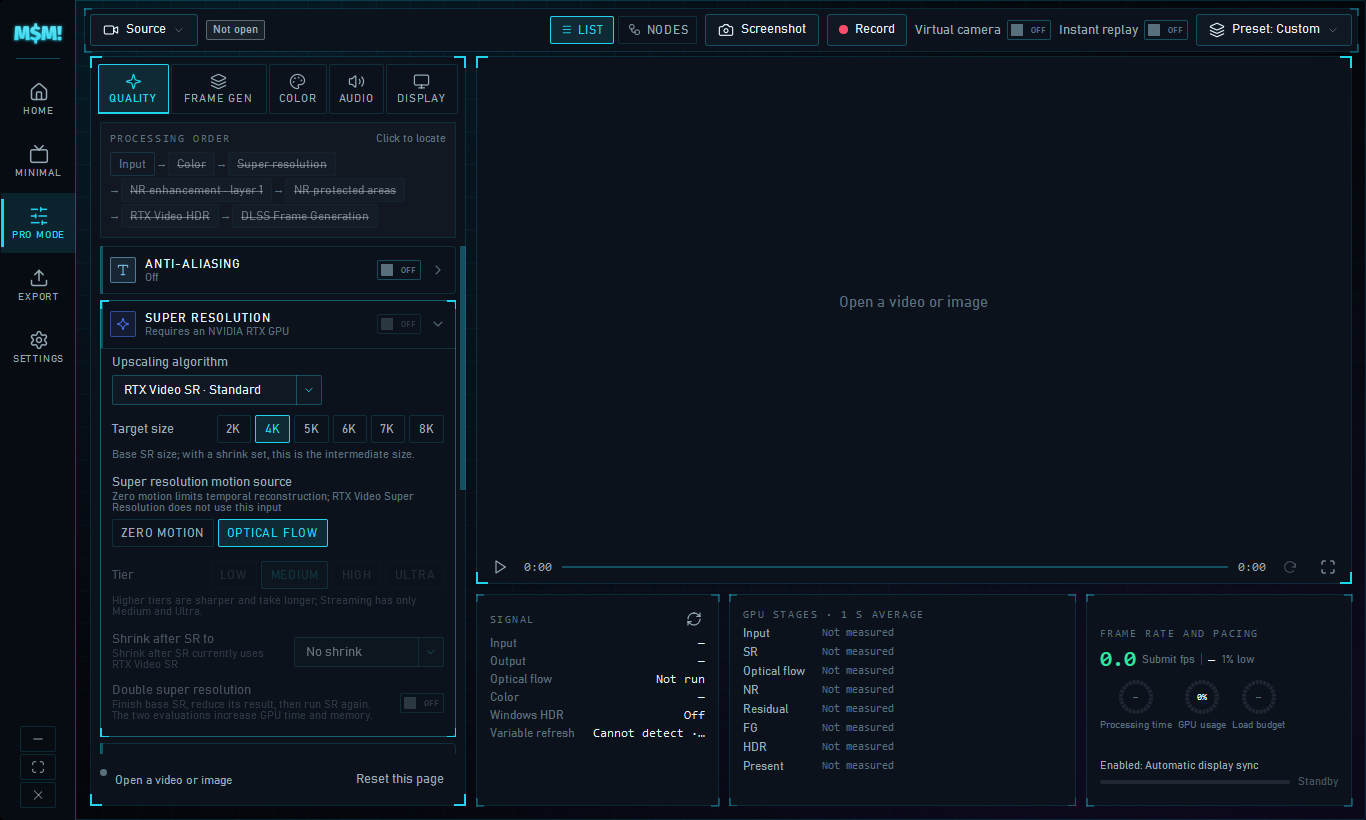 M$M!
HOME
MINIMAL
PRO MODE
EXPORT
SETTINGS
Source
Not open
LIST
NODES
Screenshot
Record
Virtual camera
OFF
Instant replay
OFF
Preset: Custom
QUALITY
FRAME GEN
COLOR
AUDIO
DISPLAY
PROCESSING ORDER
Click to locate
Input → Color → Super resolution
→ NR enhancement · layer 1 → NR protected areas
→ RTX Video HDR → DLSS Frame Generation
T
ANTI-ALIASING
Off
OFF
SUPER RESOLUTION
Requires an NVIDIA RTX GPU
OFF
Upscaling algorithm
RTX Video SR · Standard
Target size
2K
4K
5K
6K
7K
8K
Base SR size; with a shrink set, this is the intermediate size.
Super resolution motion source
Zero motion limits temporal reconstruction; RTX Video Super
Resolution does not use this input
ZERO MOTION
OPTICAL FLOW
Tier
LOW
MEDIUM
HIGH
ULTRA
Higher tiers are sharper and take longer; Streaming has only
Medium and Ultra.
Shrink after SR to
Shrink after SR currently uses
RTX Video SR
No shrink
Double super resolution
Finish base SR, reduce its result, then run SR again.
The two evaluations increase GPU time and memory.
OFF
Open a video or image
Reset this page
Open a video or image
0:00
0:00
SIGNAL
Input –
Output –
Optical flow Not run
Color –
Windows HDR Off
Variable refresh Cannot detect ·…
GPU STAGES · 1 S AVERAGE
Input Not measured
SR Not measured
Optical flow Not measured
NR Not measured
Residual Not measured
FG Not measured
HDR Not measured
Present Not measured
FRAME RATE AND PACING
0.0 Submit fps | – 1% low
–
0%
–
Processing time
GPU usage
Load budget
Enabled: Automatic display sync
Standby